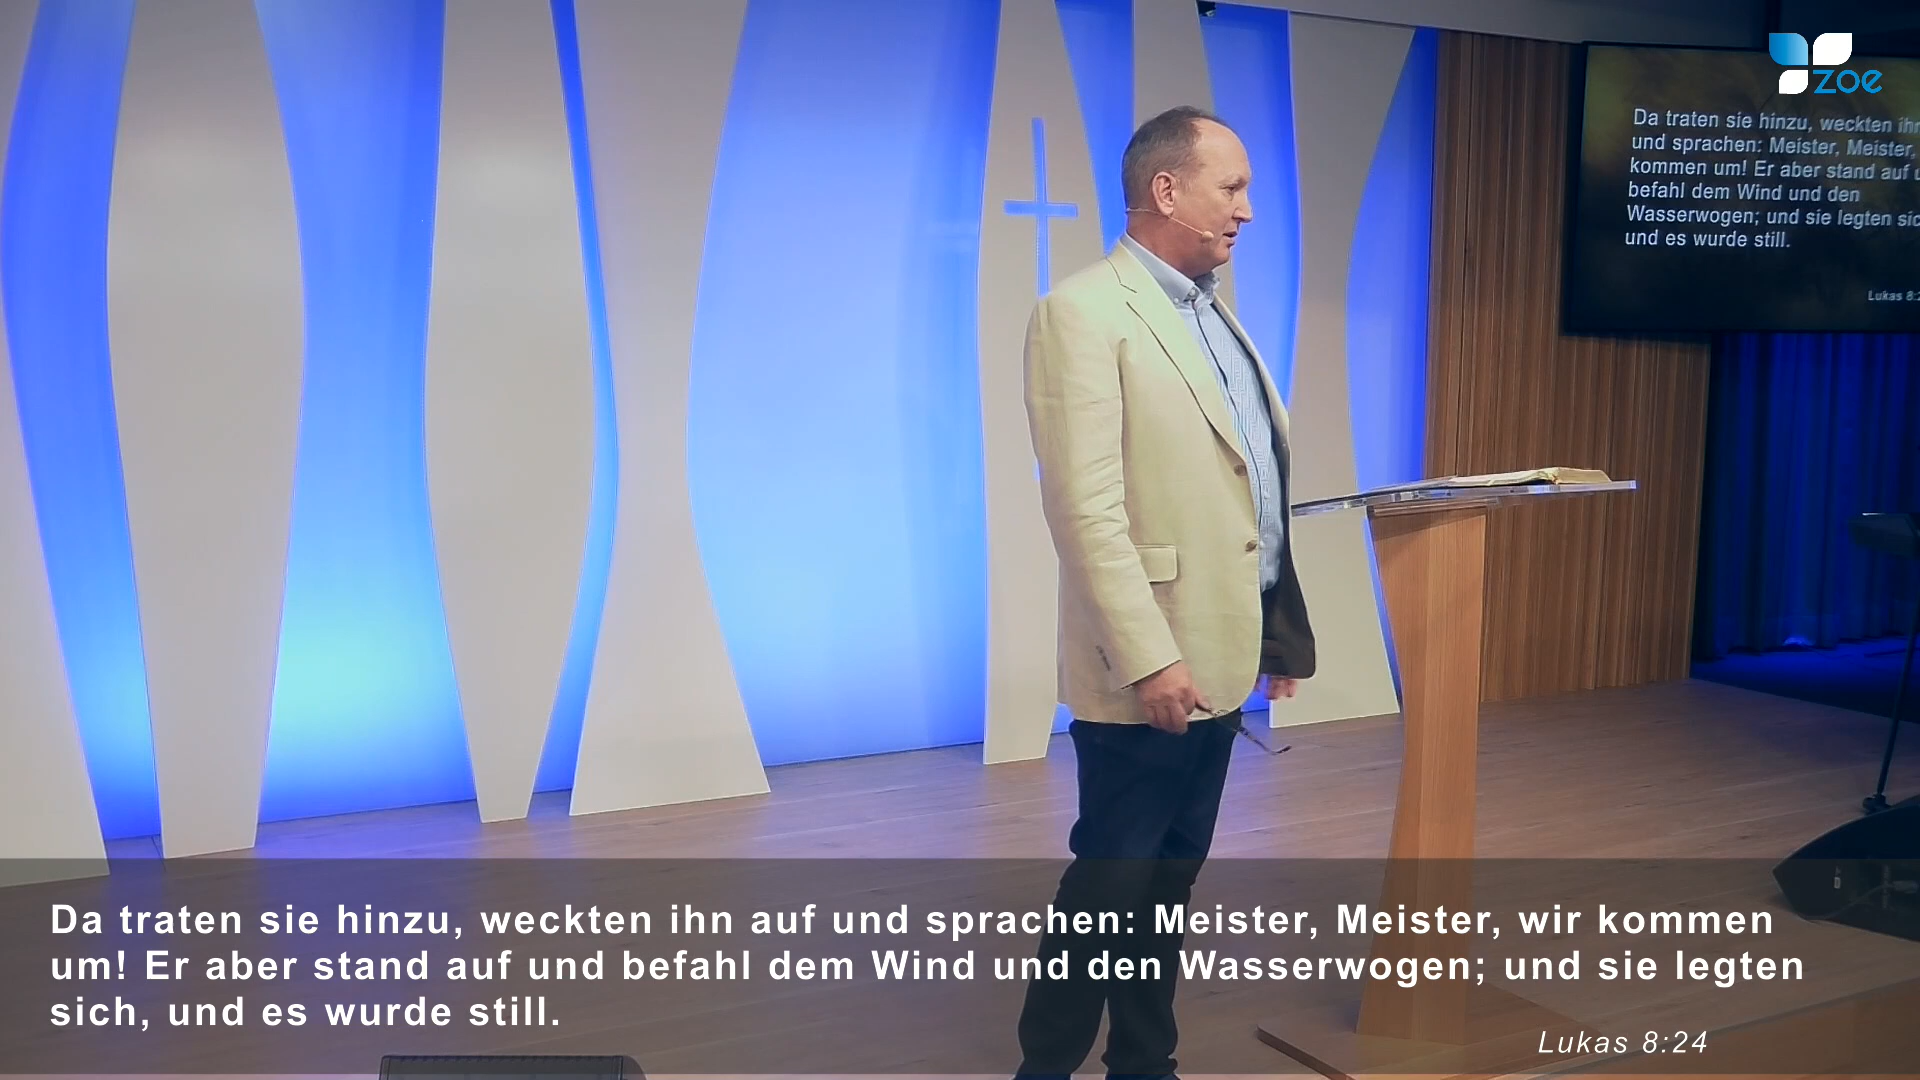 zoe
Da traten sie hinzu, weckten ihn
und sprachen: Meister, Meister,
kommen um! Er aber stand auf
befahl dem Wind und den
Wasserwogen; und sie legten
und es wurde still.
Lukas
Da traten sie hinzu, weckten ihn auf und sprachen: Meister, Meister, wir kommen
um! Er aber stand auf und befahl dem Wind und den Wasserwogen; und sie legten
sich, und es wurde still.
Lukas 8:24